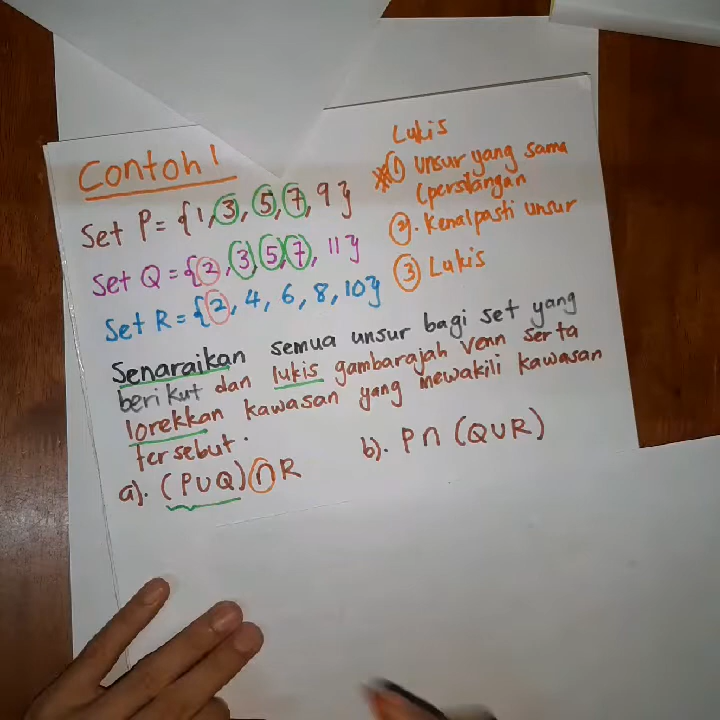 Contoh 1
Set P = {1, 3, 5, 7, 9}
Set Q = {2, 3, 5, 7, 11}
Set R = {2, 4, 6, 8, 10}
Lukis
※① Unsur yang sama
(persilangan
②. Kenalpasti unsur
③ Lukis
Senaraikan semua unsur bagi set yang
berikut dan lukis gambarajah Venn serta
lorekkan kawasan yang mewakili kawasan
tersebut.
a). (P∪Q)∩R
b). P∩(Q∪R)